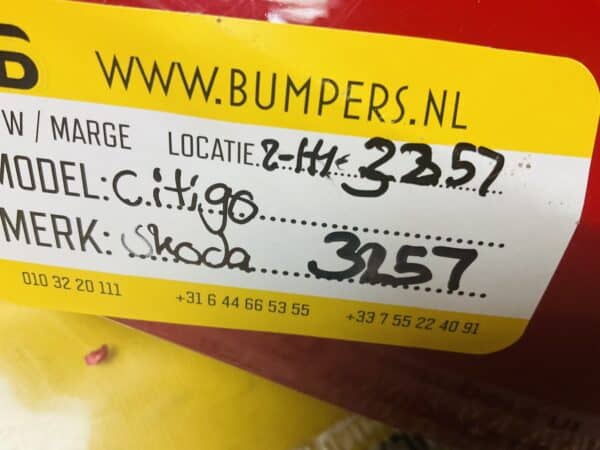 WWW.BUMPERS.NL
W / MARGE LOCATIE.
MODEL: Citigo
MERK: Skoda 3257
010 32 20 111 +31 6 44 66 53 55 +33 7 55 22 40 91